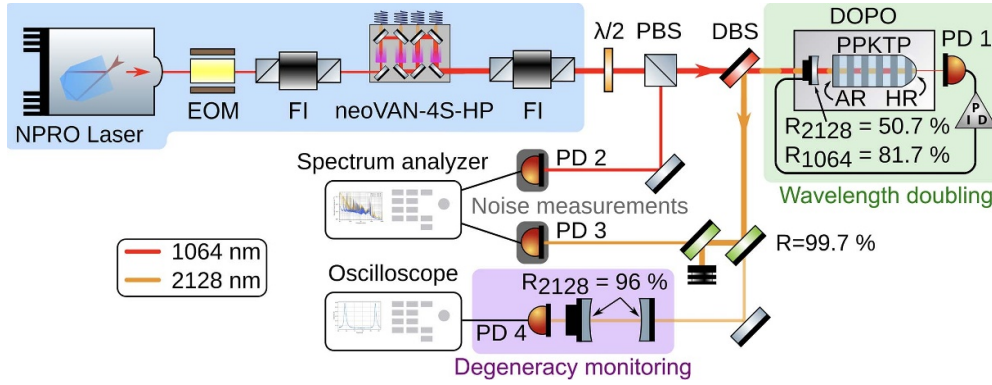 NPRO Laser
EOM
FI
neoVAN-4S-HP
FI
λ/2
PBS
DBS
DOPO
PPKTP
PD 1
AR
HR
P
I D
R2128 = 50.7 %
R1064 = 81.7 %
Wavelength doubling
Spectrum analyzer
PD 2
Noise measurements
PD 3
R=99.7 %
1064 nm
2128 nm
Oscilloscope
R2128 = 96 %
PD 4
Degeneracy monitoring